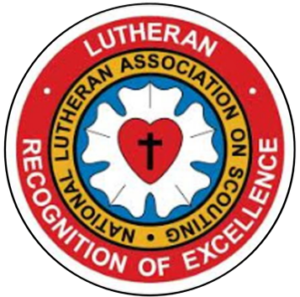 LUTHERAN
RECOGNITION OF EXCELLENCE
NATIONAL LUTHERAN ASSOCIATION ON SCOUTING